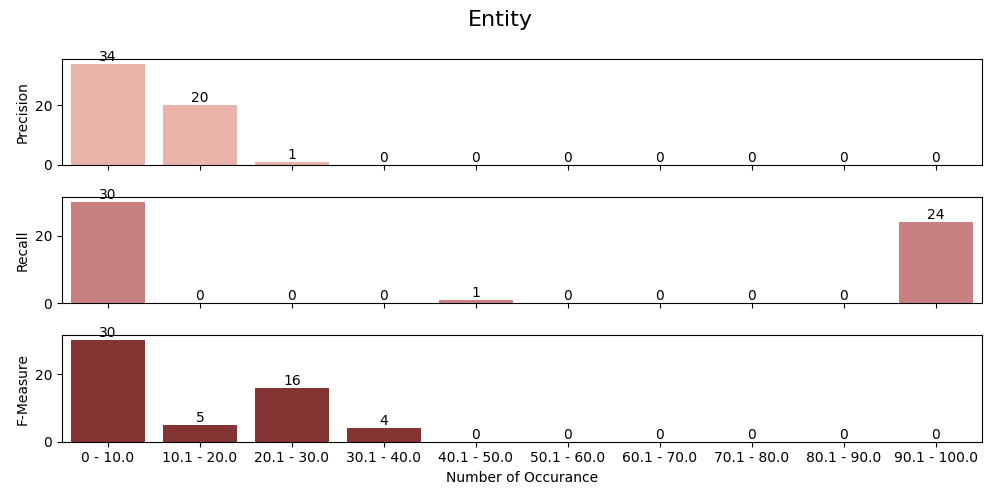 Entity
34 20 1 0 0 0 0 0 0 0
20
0
Precision
30 0 0 0 1 0 0 0 0 24
20
0
Recall
30 5 16 4 0 0 0 0 0 0
20
0
F-Measure
0 - 10.0 10.1 - 20.0 20.1 - 30.0 30.1 - 40.0 40.1 - 50.0 50.1 - 60.0 60.1 - 70.0 70.1 - 80.0 80.1 - 90.0 90.1 - 100.0
Number of Occurance